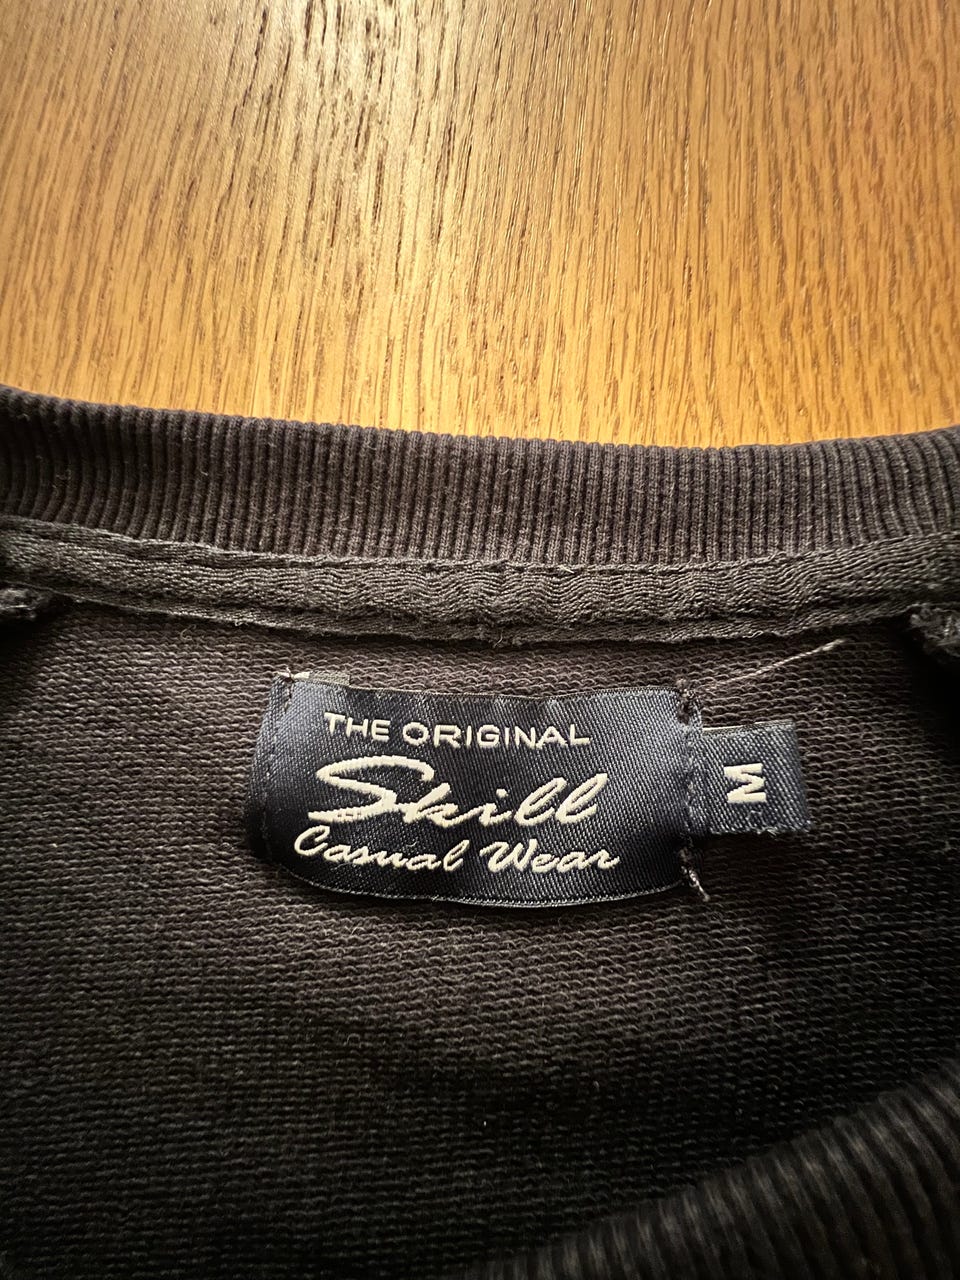 THE ORIGINAL
Skill
Casual Wear
M